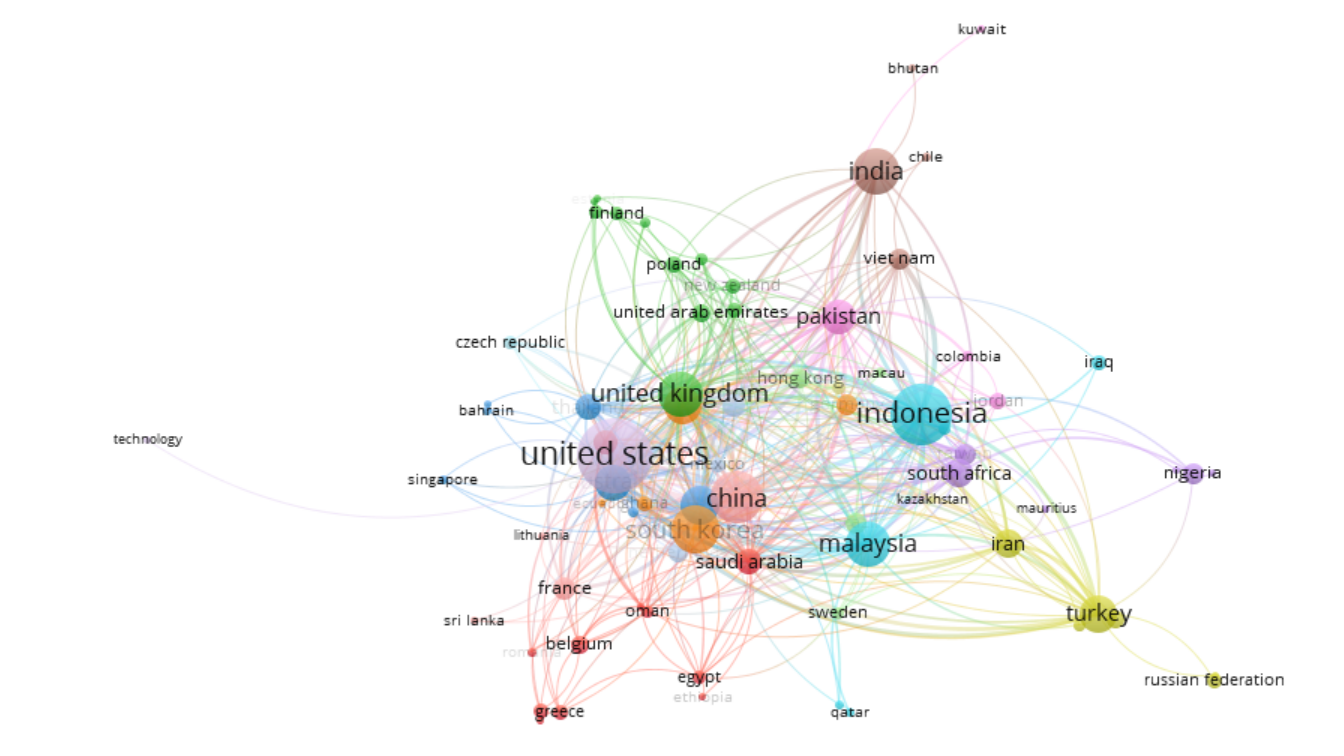 kuwait
bhutan
chile
india
finland
viet nam
poland
new zealand
united arab emirates
pakistan
czech republic
colombia
iraq
macau
hong kong
united kingdom
jordan
bahrain
thailand
indonesia
technology
united states
mexico
south africa
nigeria
singapore
china
kazakhstan
ghana
mauritius
south korea
lithuania
malaysia
iran
saudi arabia
france
oman
sweden
turkey
sri lanka
belgium
romania
egypt
russian federation
ethiopia
greece
qatar